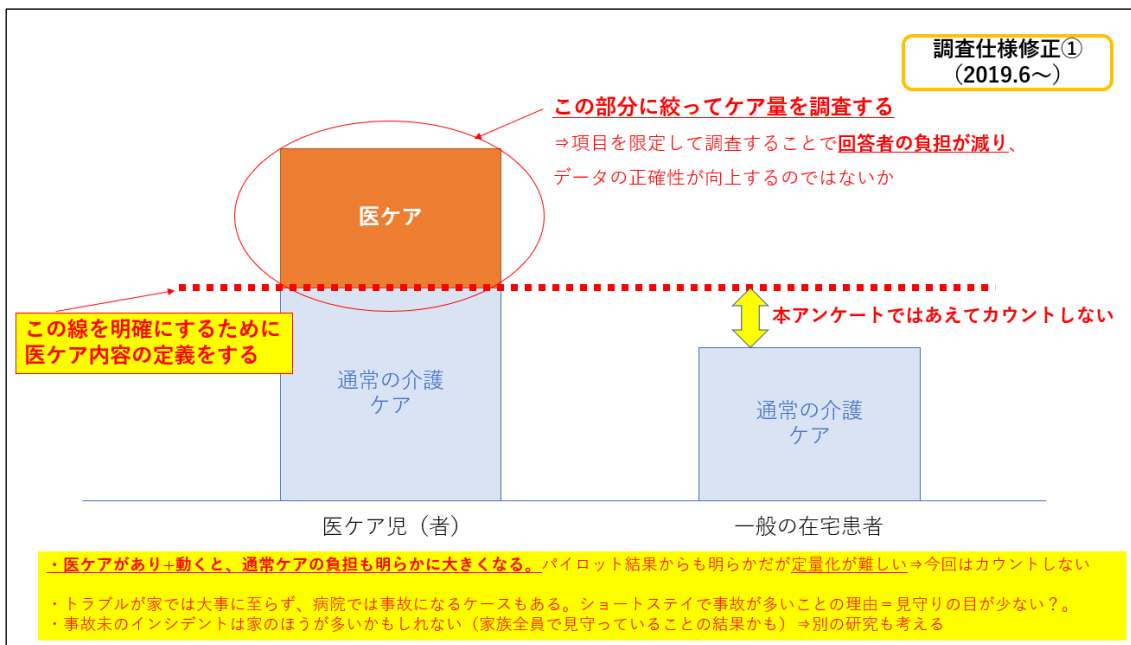 調査仕様修正①
（2019.6～）
この部分に絞ってケア量を調査する
⇒項目を限定して調査することで回答者の負担が減り、
データの正確性が向上するのではないか
医ケア
この線を明確にするために
医ケア内容の定義をする
本アンケートではあえてカウントしない
通常の介護
ケア
通常の介護
ケア
医ケア児（者）
一般の在宅患者
・医ケアがあり+動くと、通常ケアの負担も明らかに大きくなる。パイロット結果からも明らかだが定量化が難しい⇒今回はカウントしない
・トラブルが家では大事に至らず、病院では事故になるケースもある。ショートステイで事故が多いことの理由＝見守りの目が少ない？。
・事故未のインシデントは家のほうが多いかもしれない（家族全員で見守っていることの結果かも）⇒別の研究も考える